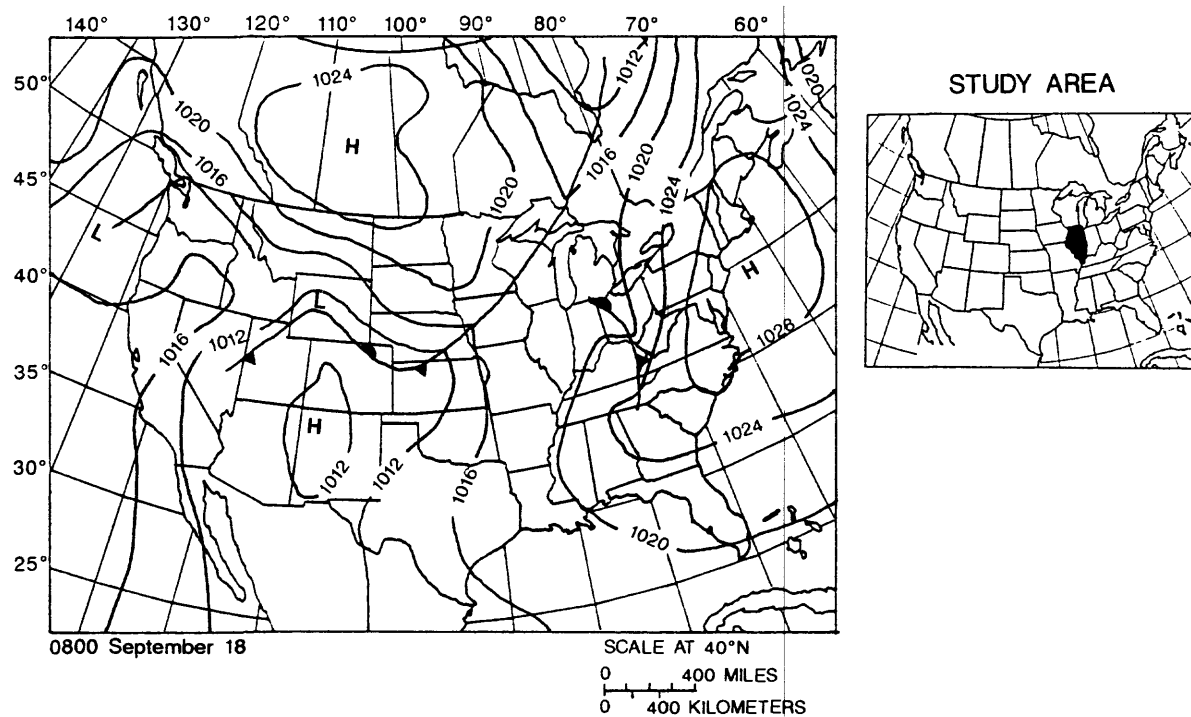 140° 130° 120° 110° 100° 90° 80° 70° 60°
50°
45°
40°
35°
30°
25°
1024
H
1020
1016
L
1012
1020
1024
1020
1016
1020
1024
H
1028
L
1012
1016
H
1012
1012
1016
1024
1020
0800 September 18
SCALE AT 40°N
0 400 MILES
0 400 KILOMETERS
STUDY AREA